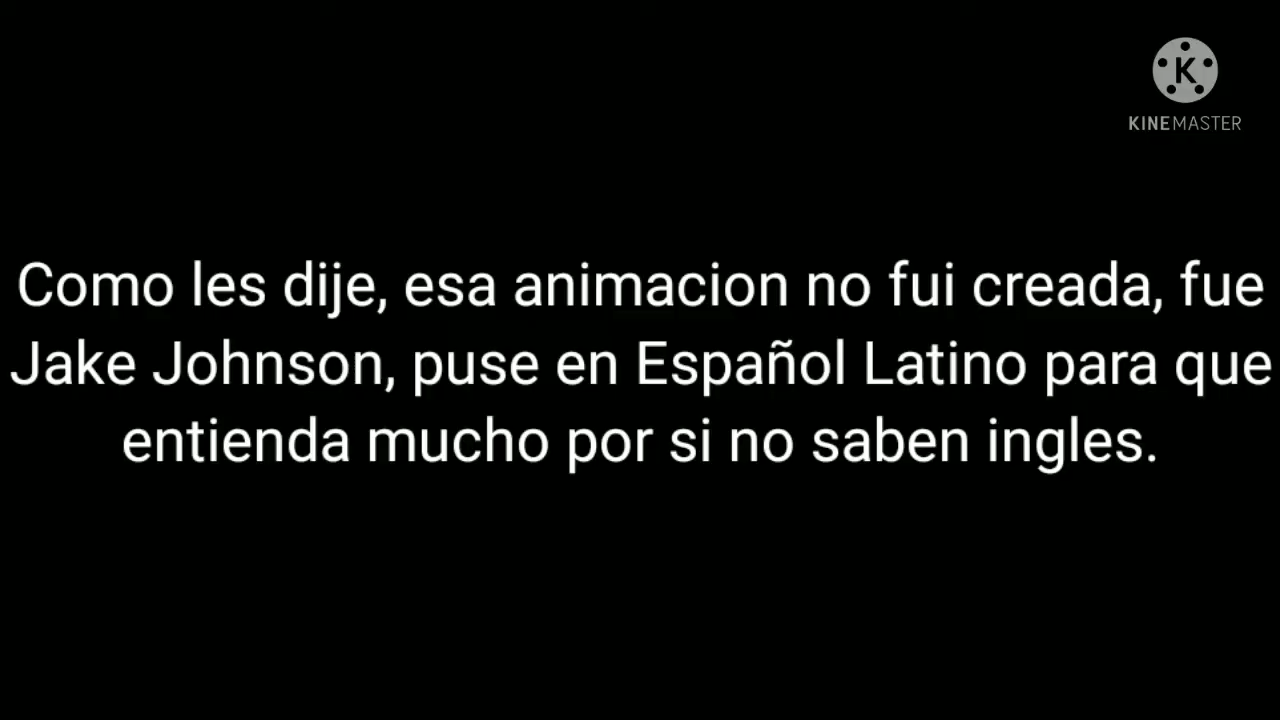 K
KINEMASTER
Como les dije, esa animacion no fui creada, fue
Jake Johnson, puse en Español Latino para que
entienda mucho por si no saben ingles.